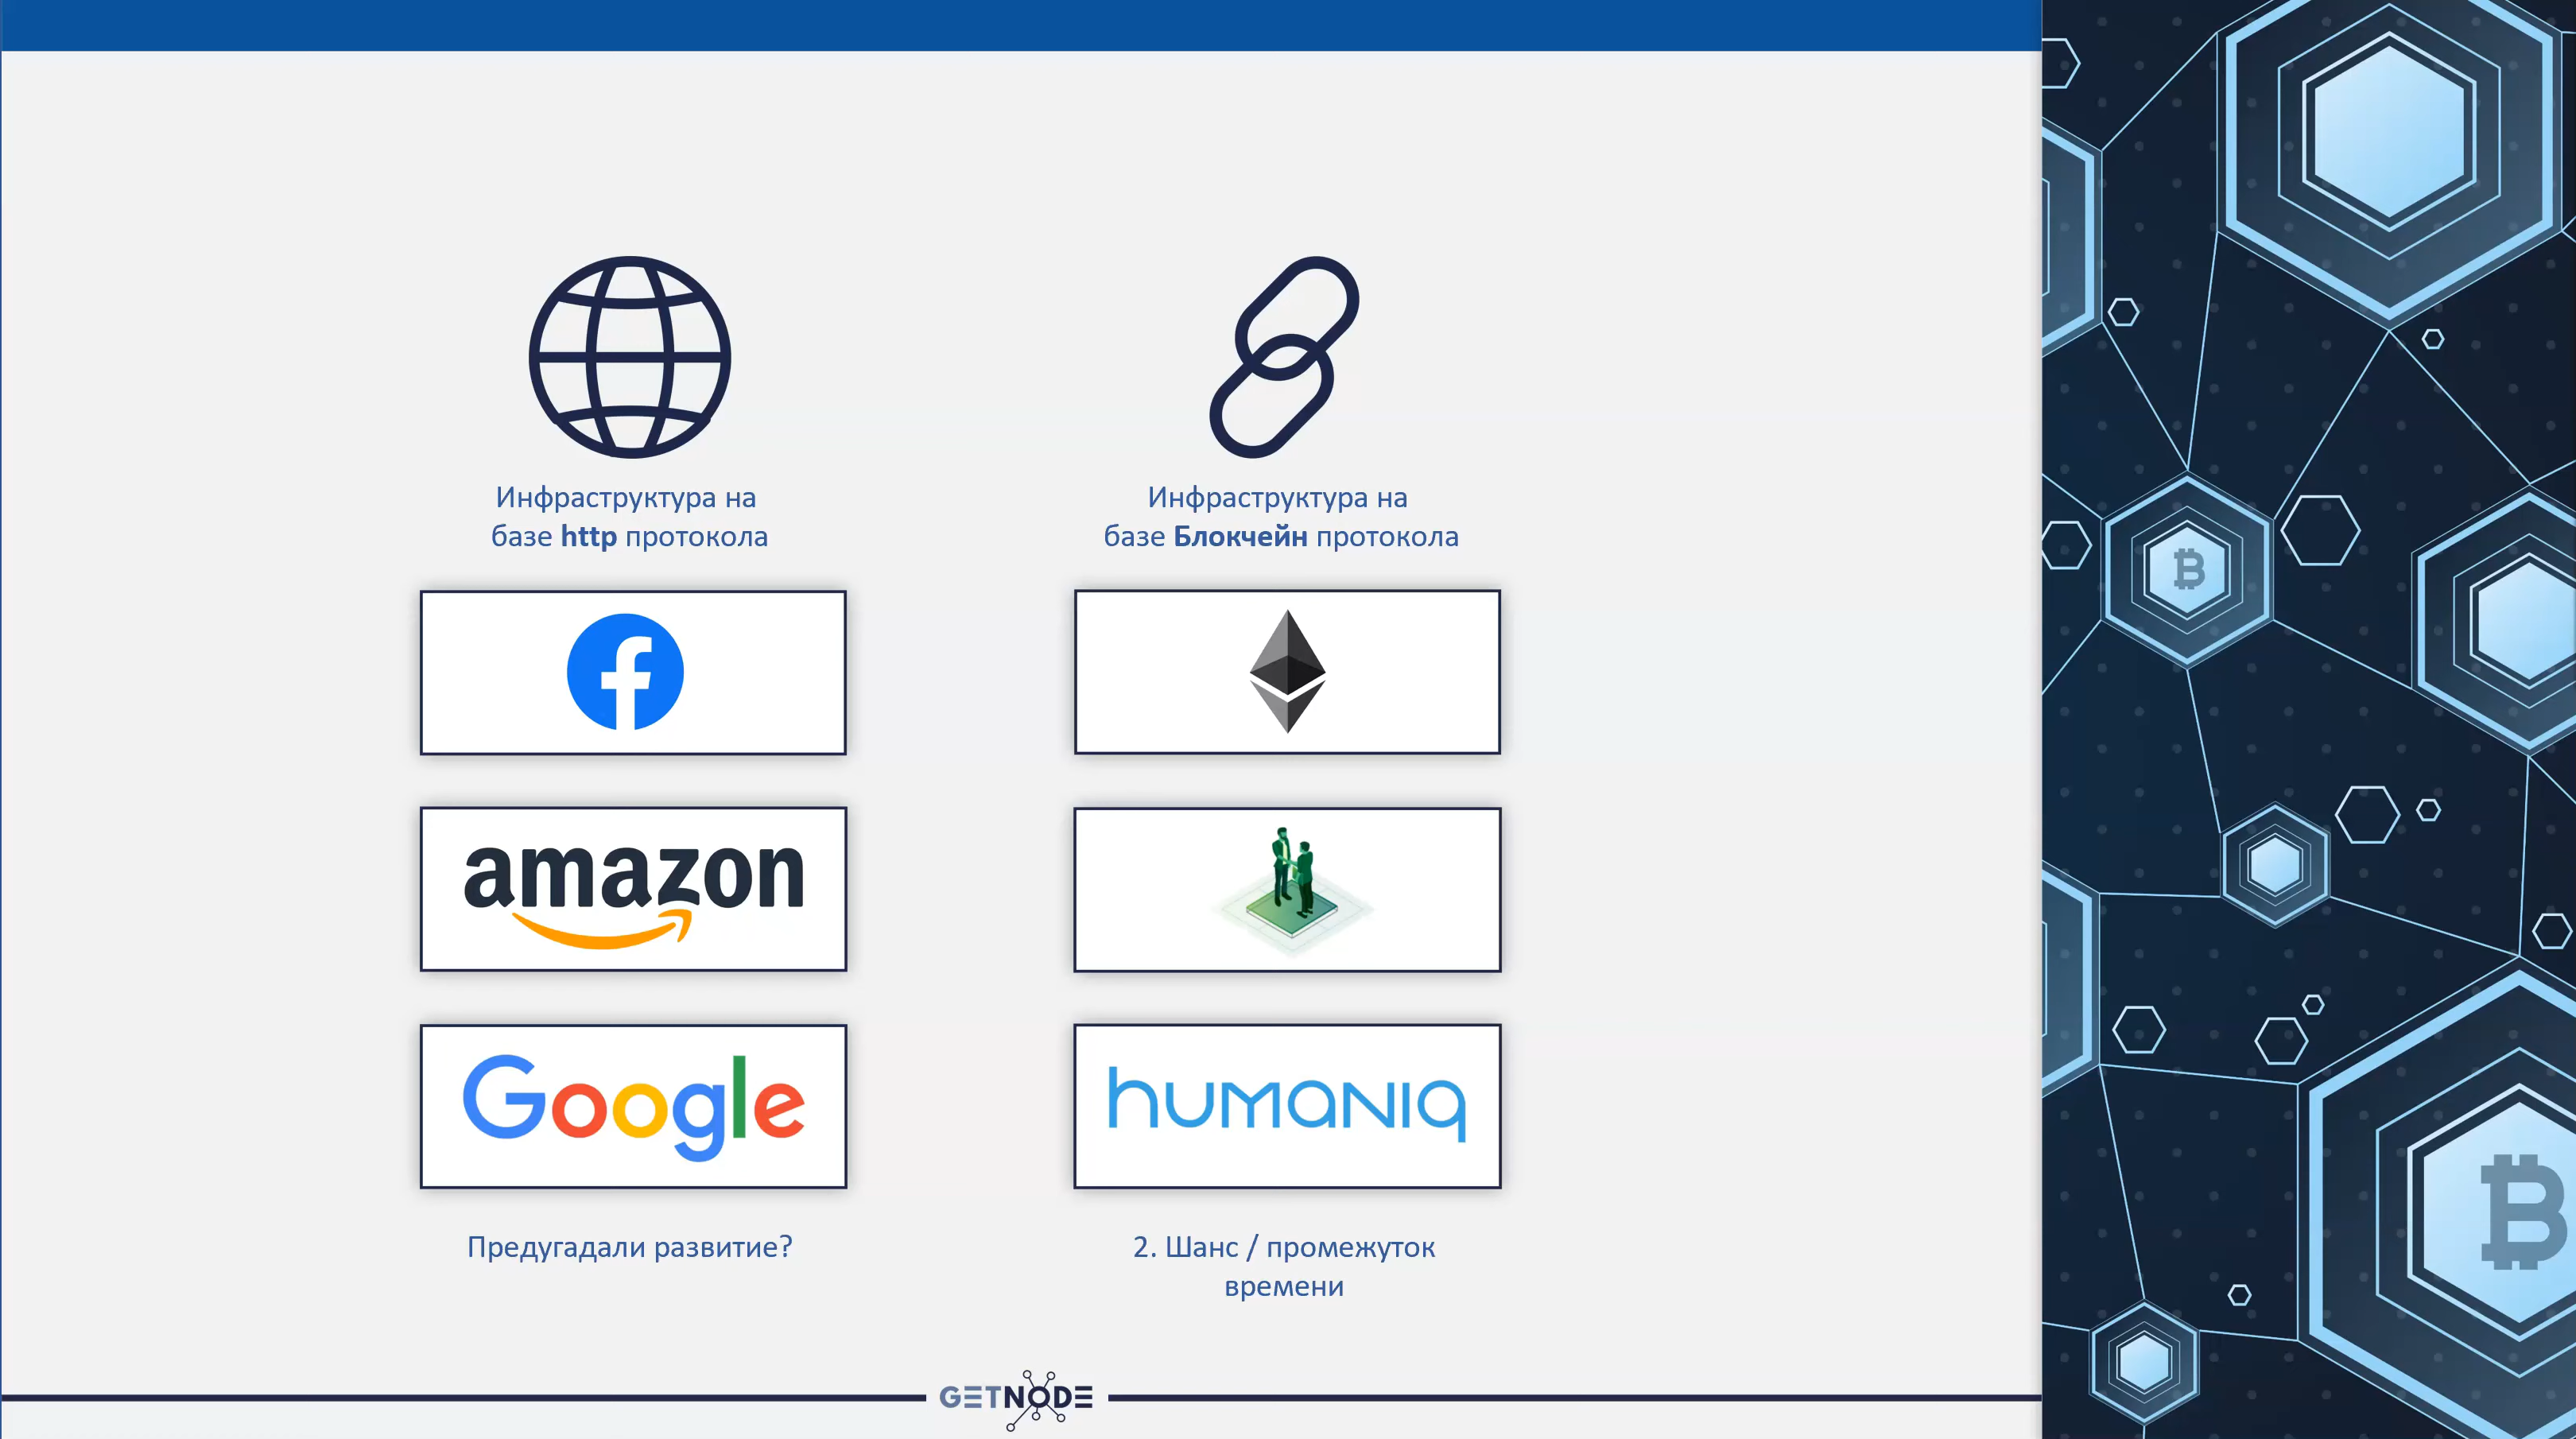 Инфраструктура на
базе http протокола
amazon
Google
Предугадали развитие?
Инфраструктура на
базе Блокчейн протокола
humaniq
2. Шанс / промежуток
времени
GETNODE